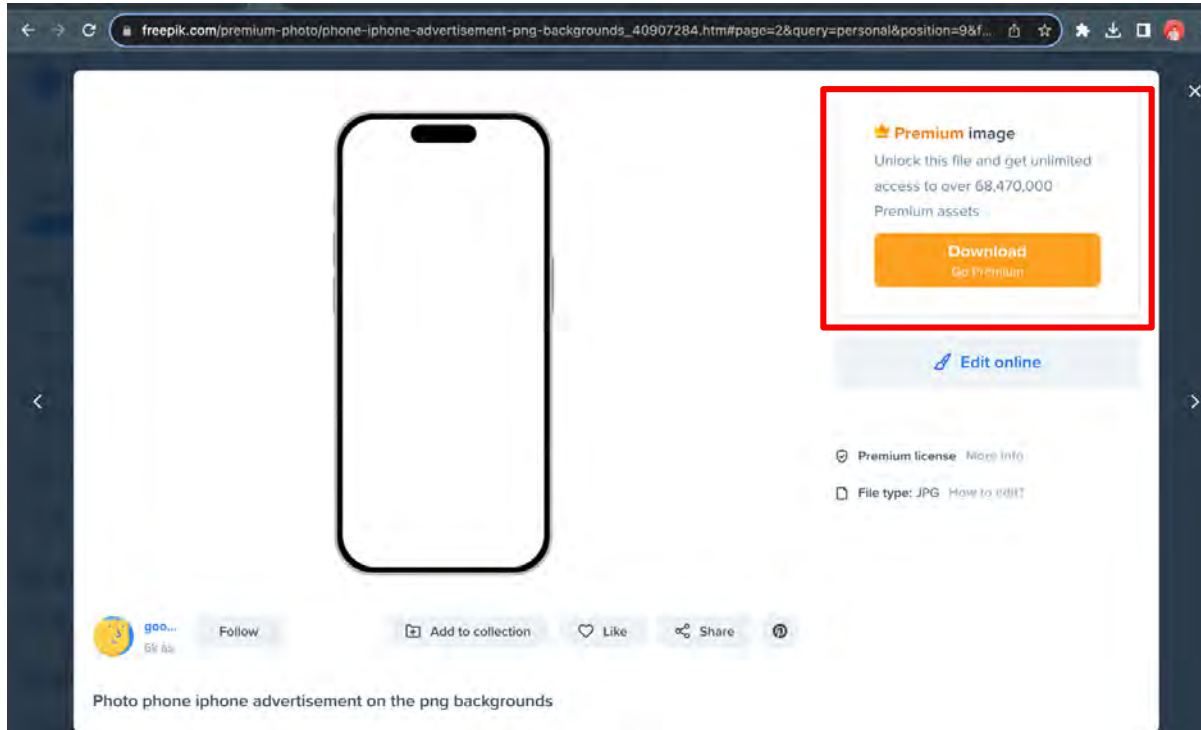 freepik.com/premium-photo/phone-iphone-advertisement-png-backgrounds_40907284.htm#page=2&query=personal&position=9&f...
Premium image
Unlock this file and get unlimited
access to over 68,470,000
Premium assets
Download
Go Premium
Edit online
Premium license More info
File type: JPG How to edit?
goo...
Follow
Add to collection
Like
Share
Photo phone iphone advertisement on the png backgrounds